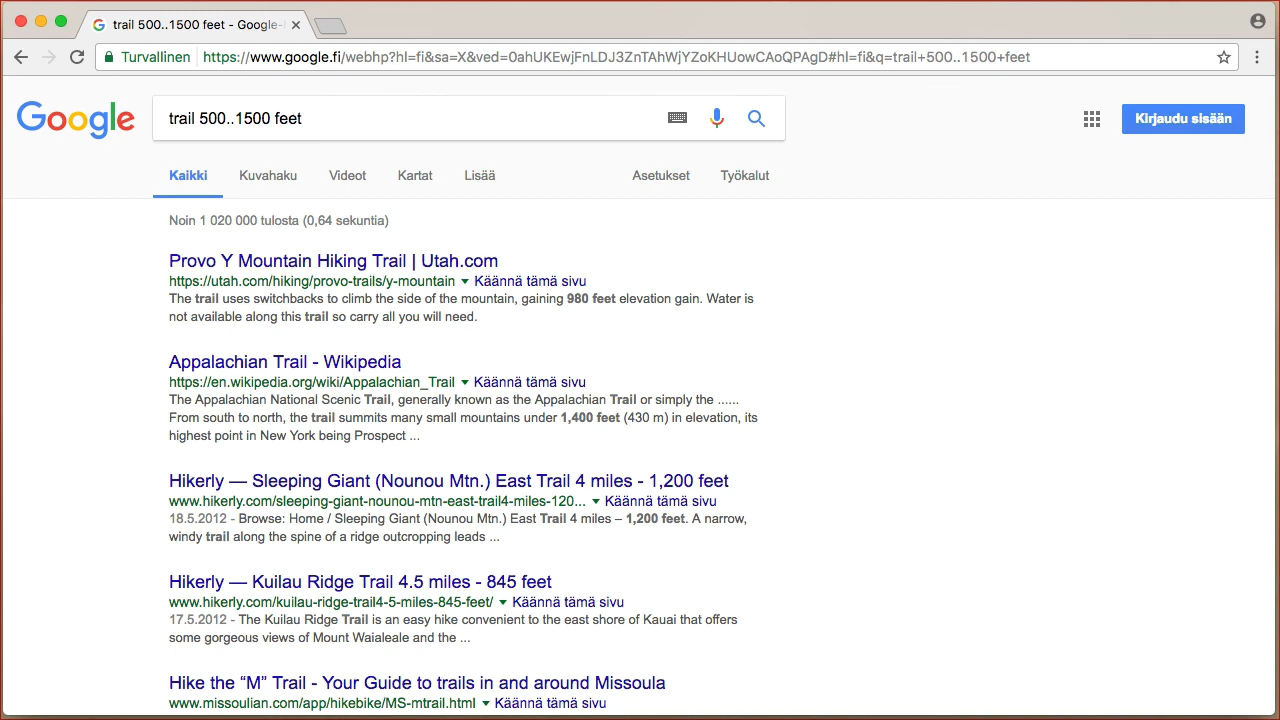 trail 500..1500 feet - Google-
Turvallinen https://www.google.fi/webhp?hl=fi&sa=X&ved=0ahUKEwjFnLDJ3ZnTAhWjYZoKHUowCAoQPAgD#hl=fi&q=trail+500..1500+feet
Google trail 500..1500 feet Kirjaudu sisään
Kaikki Kuvahaku Videot Kartat Lisää Asetukset Työkalut
Noin 1 020 000 tulosta (0,64 sekuntia)
Provo Y Mountain Hiking Trail | Utah.com
https://utah.com/hiking/provo-trails/y-mountain Käännä tämä sivu
The trail uses switchbacks to climb the side of the mountain, gaining 980 feet elevation gain. Water is
not available along this trail so carry all you will need.
Appalachian Trail - Wikipedia
https://en.wikipedia.org/wiki/Appalachian_Trail Käännä tämä sivu
The Appalachian National Scenic Trail, generally known as the Appalachian Trail or simply the ......
From south to north, the trail summits many small mountains under 1,400 feet (430 m) in elevation, its
highest point in New York being Prospect ...
Hikerly — Sleeping Giant (Nounou Mtn.) East Trail 4 miles - 1,200 feet
www.hikerly.com/sleeping-giant-nounou-mtn-east-trail4-miles-120... Käännä tämä sivu
18.5.2012 - Browse: Home / Sleeping Giant (Nounou Mtn.) East Trail 4 miles – 1,200 feet. A narrow,
windy trail along the spine of a ridge outcropping leads ...
Hikerly — Kuilau Ridge Trail 4.5 miles - 845 feet
www.hikerly.com/kuilau-ridge-trail4-5-miles-845-feet/ Käännä tämä sivu
17.5.2012 - The Kuilau Ridge Trail is an easy hike convenient to the east shore of Kauai that offers
some gorgeous views of Mount Waialeale and the ...
Hike the “M” Trail - Your Guide to trails in and around Missoula
www.missoulian.com/app/hikebike/MS-mtrail.html Käännä tämä sivu